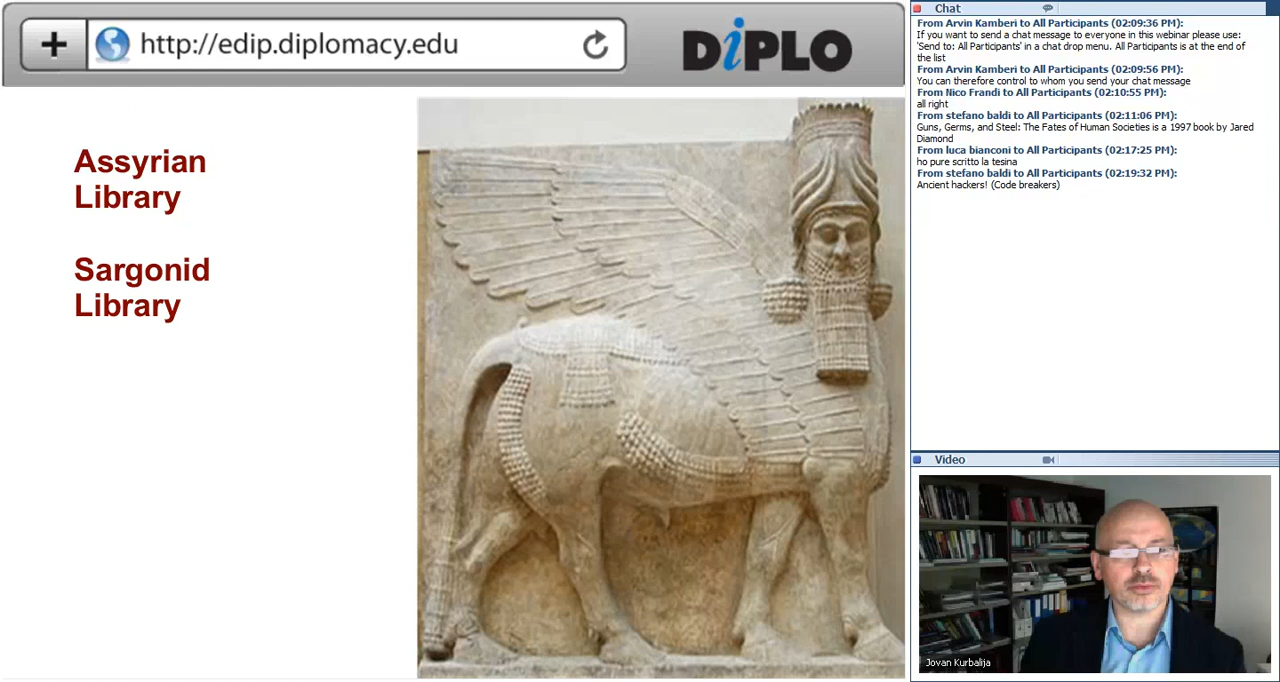 + http://edip.diplomacy.edu DiPLO
Assyrian
Library
Sargonid
Library
Chat
From Arvin Kamberi to All Participants (02:09:36 PM):
If you want to send a chat message to everyone in this webinar please use:
'Send to: All Participants' in a chat drop menu. All Participants is at the end of
the list
From Arvin Kamberi to All Participants (02:09:56 PM):
You can therefore control to whom you send your chat message
From Nico Frandi to All Participants (02:10:55 PM):
all right
From stefano baldi to All Participants (02:11:06 PM):
Guns, Germs, and Steel: The Fates of Human Societies is a 1997 book by Jared
Diamond
From luca bianconi to All Participants (02:17:25 PM):
ho pure scritto la tesina
From stefano baldi to All Participants (02:19:32 PM):
Ancient hackers! (Code breakers)
Video
Jovan Kurbalija